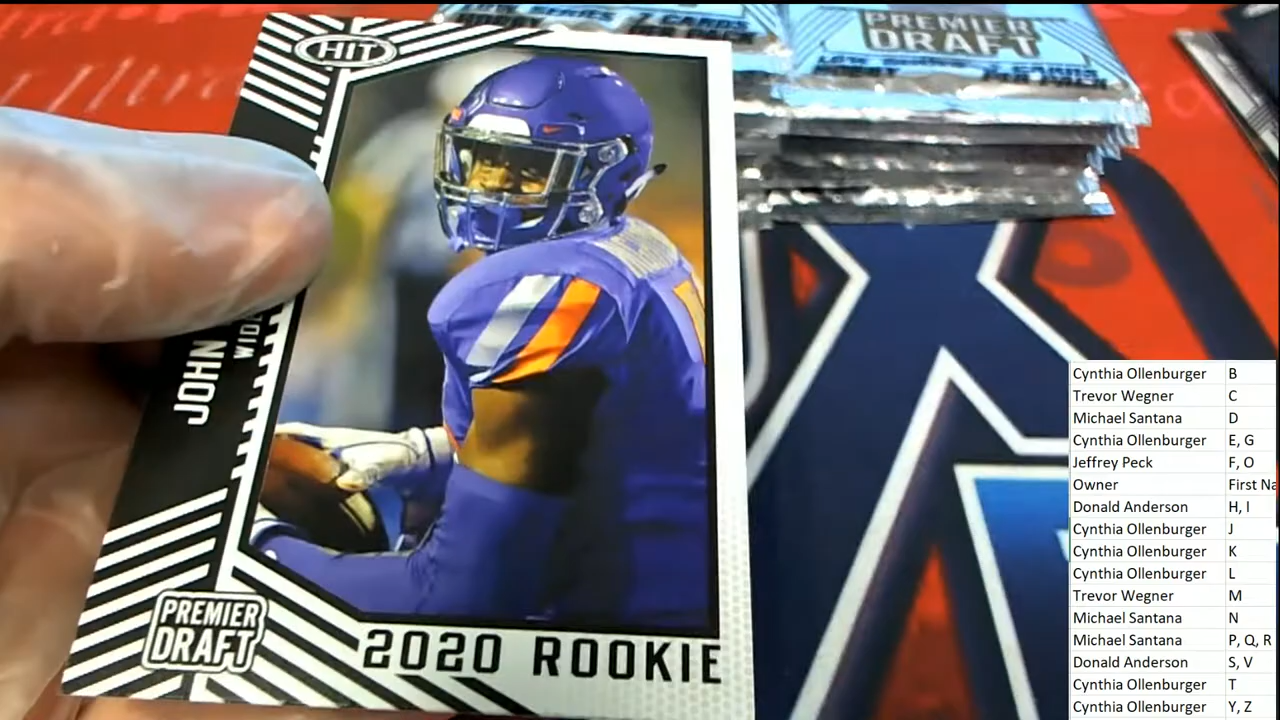 HIT
JOHN
PREMIER
DRAFT
2020 ROOKIE
PREMIER
DRAFT
Cynthia Ollenburger B
Trevor Wegner C
Michael Santana D
Cynthia Ollenburger E, G
Jeffrey Peck F, O
Owner First Na
Donald Anderson H, I
Cynthia Ollenburger J
Cynthia Ollenburger K
Cynthia Ollenburger L
Trevor Wegner M
Michael Santana N
Michael Santana P, Q, R
Donald Anderson S, V
Cynthia Ollenburger T
Cynthia Ollenburger Y, Z